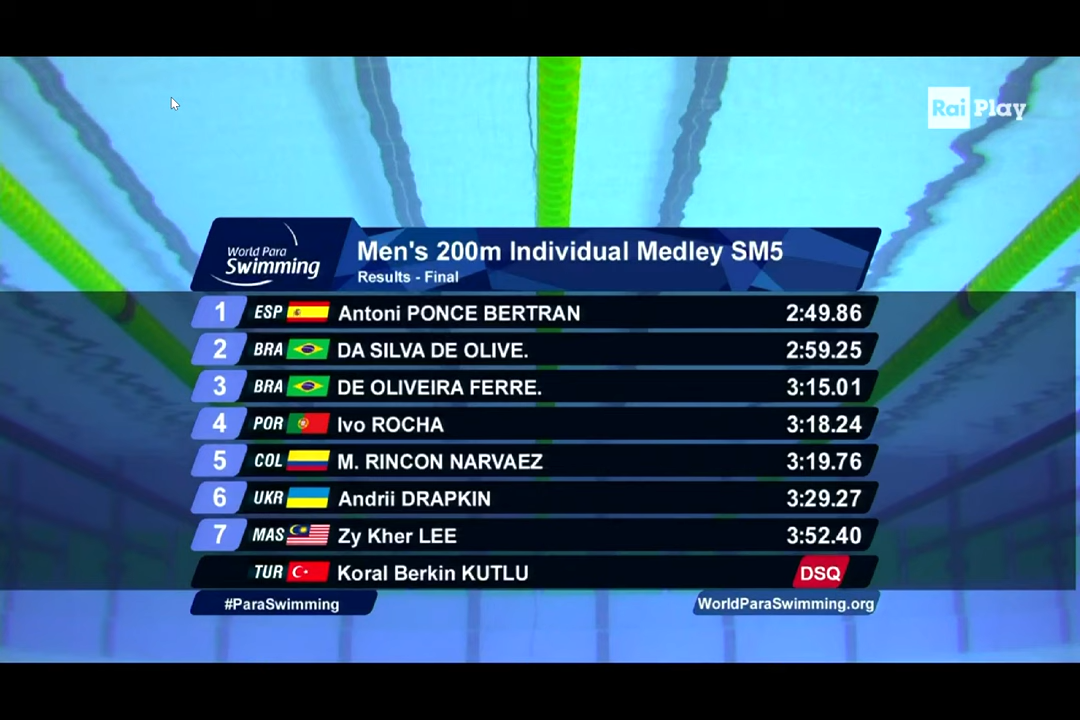 Rai Play
World Para
Swimming
Men's 200m Individual Medley SM5
Results - Final
1 ESP Antoni PONCE BERTRAN 2:49.86
2 BRA DA SILVA DE OLIVE. 2:59.25
3 BRA DE OLIVEIRA FERRE. 3:15.01
4 POR Ivo ROCHA 3:18.24
5 COL M. RINCON NARVAEZ 3:19.76
6 UKR Andrii DRAPKIN 3:29.27
7 MAS Zy Kher LEE 3:52.40
TUR Koral Berkin KUTLU DSQ
#ParaSwimming WorldParaSwimming.org